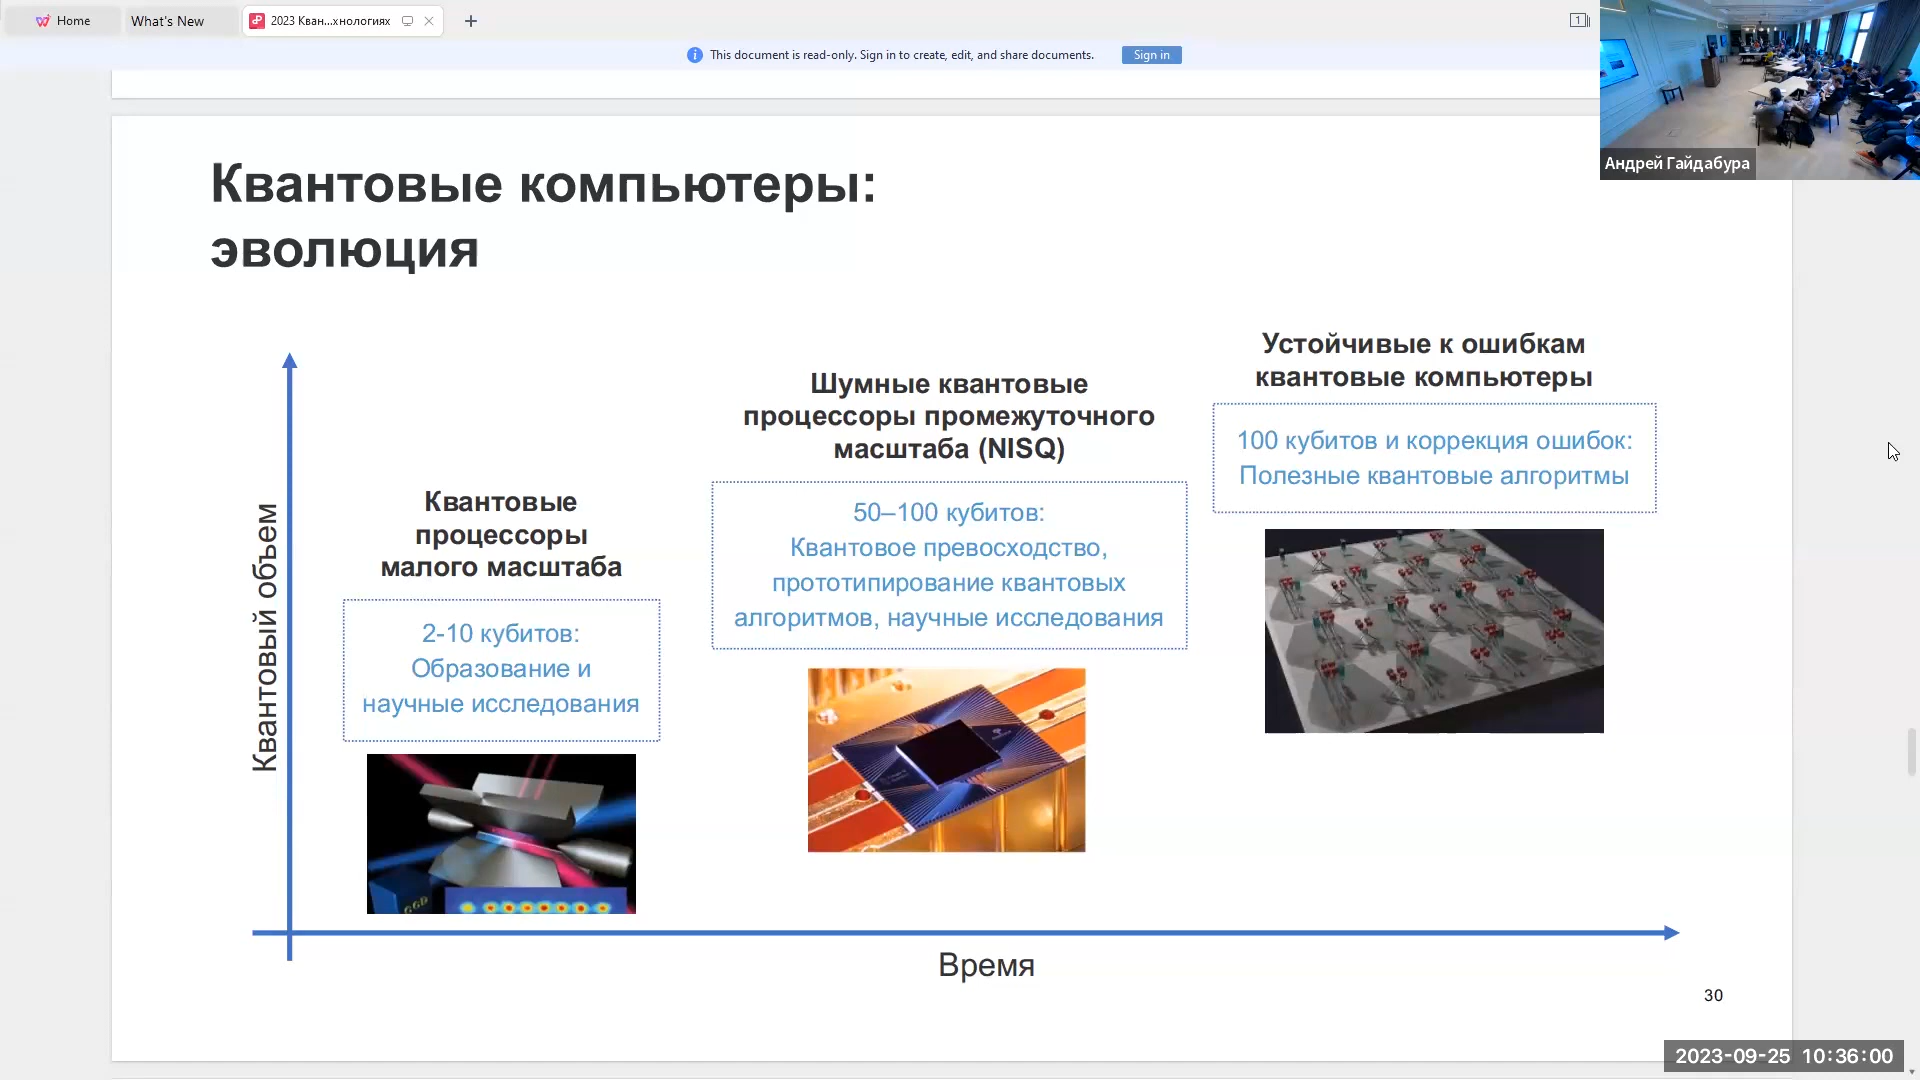 Home
What's New
2023 Кван...хнологиях
1
This document is read-only. Sign in to create, edit, and share documents.
Sign in
Андрей Гайдабура
Квантовые компьютеры:
эволюция
Устойчивые к ошибкам
квантовые компьютеры
100 кубитов и коррекция ошибок:
Полезные квантовые алгоритмы
Шумные квантовые
процессоры промежуточного
масштаба (NISQ)
50–100 кубитов:
Квантовое превосходство,
прототипирование квантовых
алгоритмов, научные исследования
Квантовые
процессоры
малого масштаба
2-10 кубитов:
Образование и
научные исследования
Квантовый объем
CCD
Время
30
2023-09-25 10:36:00